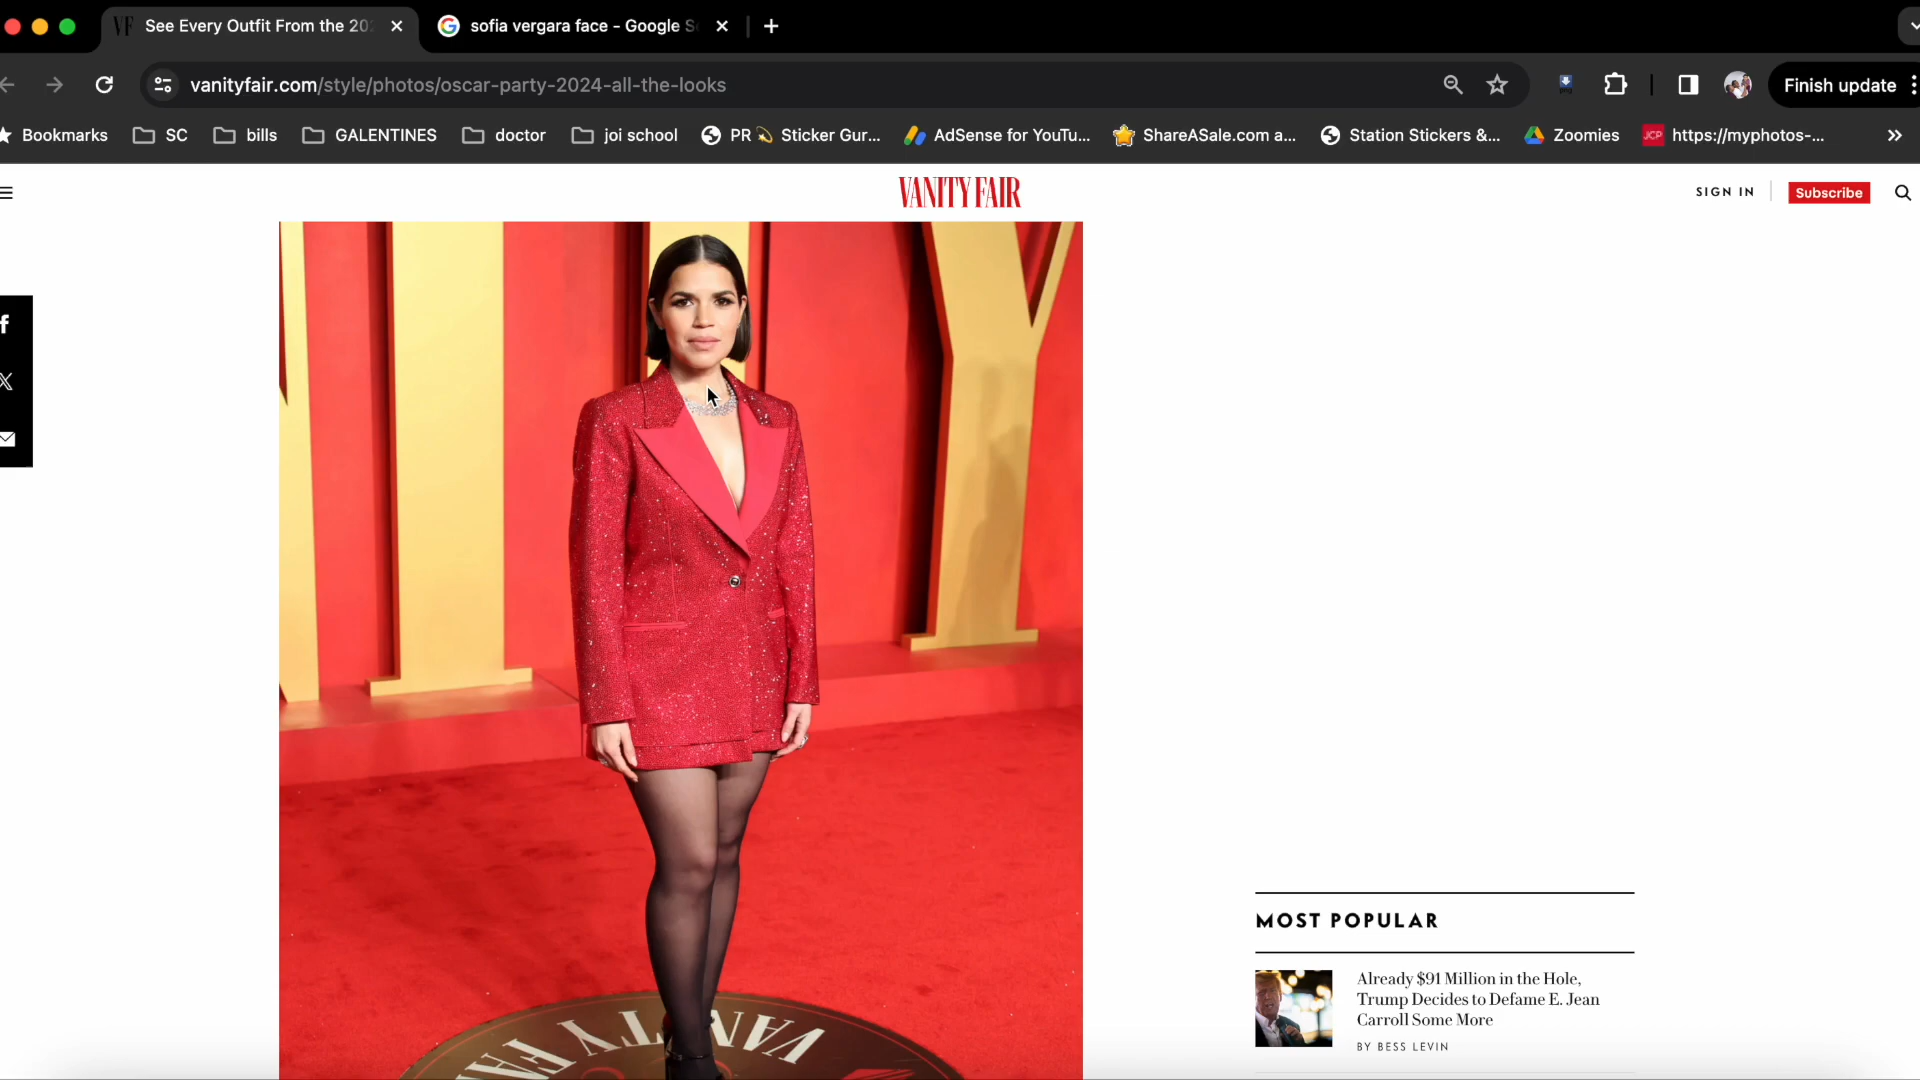 See Every Outfit From the 20
sofia vergara face - Google S
vanityfair.com/style/photos/oscar-party-2024-all-the-looks
Finish update
Bookmarks
SC
bills
GALENTINES
doctor
joi school
PR 💫 Sticker Gur...
AdSense for YouTu...
ShareASale.com a...
Station Stickers &...
Zoomies
JCP
https://myphotos-...
VANITY FAIR
SIGN IN
Subscribe
Y
VANITY FA
MOST POPULAR
Already $91 Million in the Hole,
Trump Decides to Defame E. Jean
Carroll Some More
BY BESS LEVIN